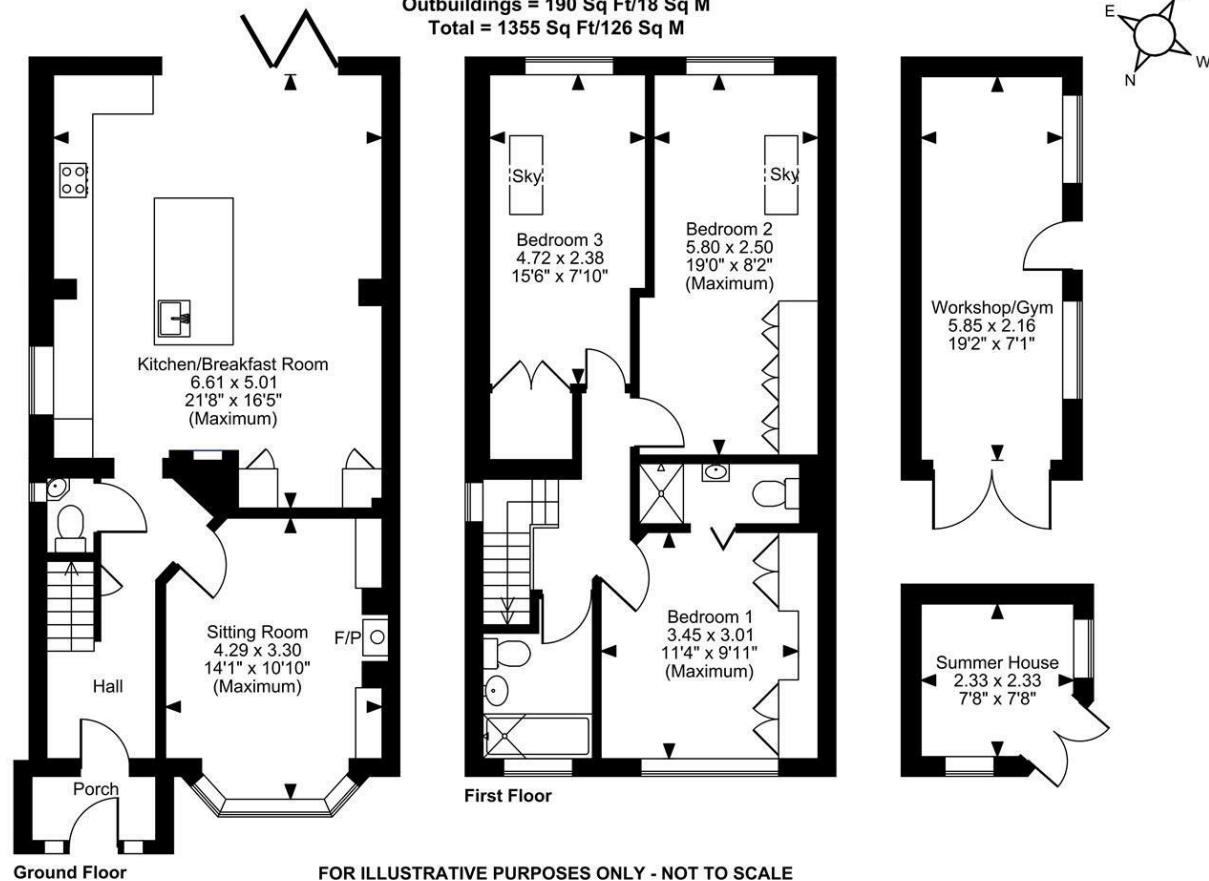 Outbuildings = 190 Sq Ft/18 Sq M
Total = 1355 Sq Ft/126 Sq M
E
W
N
Sky
Sky
Bedroom 3
4.72 x 2.38
15'6" x 7'10"
Bedroom 2
5.80 x 2.50
19'0" x 8'2"
(Maximum)
Workshop/Gym
5.85 x 2.16
19'2" x 7'1"
Kitchen/Breakfast Room
6.61 x 5.01
21'8" x 16'5"
(Maximum)
Sitting Room
4.29 x 3.30
14'1" x 10'10"
(Maximum)
F/P
Hall
Bedroom 1
3.45 x 3.01
11'4" x 9'11"
(Maximum)
Summer House
2.33 x 2.33
7'8" x 7'8"
Porch
First Floor
Ground Floor
FOR ILLUSTRATIVE PURPOSES ONLY - NOT TO SCALE